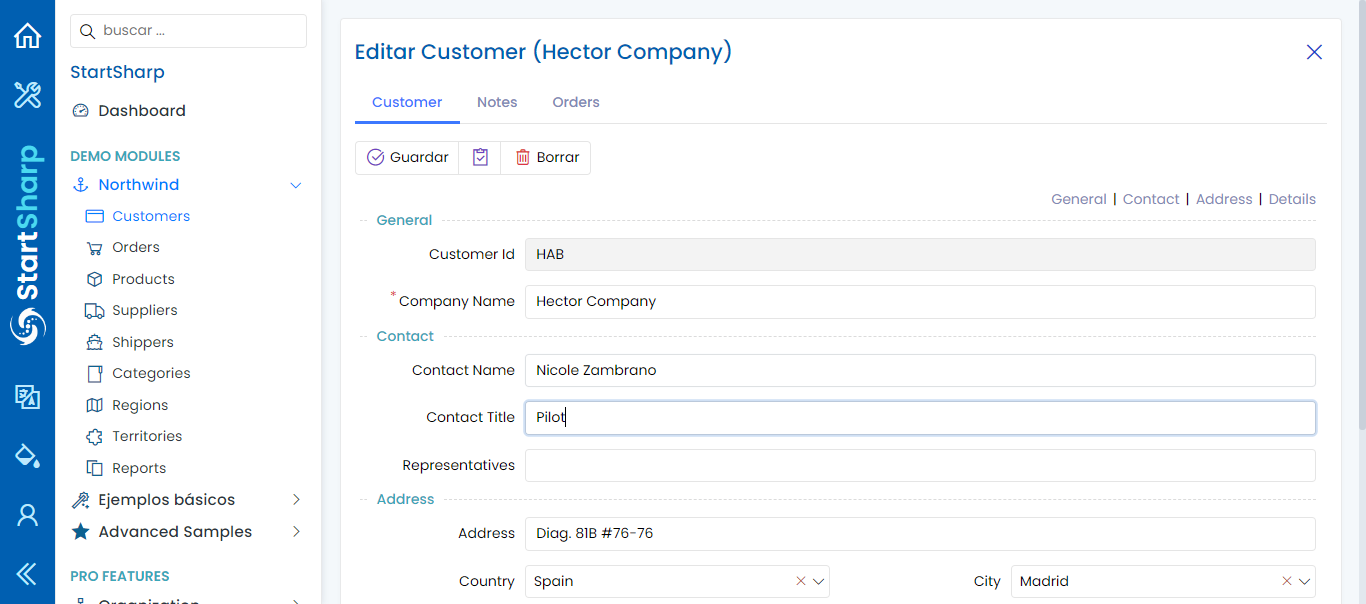 buscar ...
StartSharp
Dashboard
DEMO MODULES
Northwind
Customers
Orders
Products
Suppliers
Shippers
Categories
Regions
Territories
Reports
Ejemplos básicos
Advanced Samples
PRO FEATURES
Organization
StartSharp
Editar Customer (Hector Company)
Customer Notes Orders
Guardar Borrar
General | Contact | Address | Details
General
Customer Id HAB
* Company Name Hector Company
Contact
Contact Name Nicole Zambrano
Contact Title Pilot
Representatives
Address
Address Diag. 81B #76-76
Country Spain City Madrid